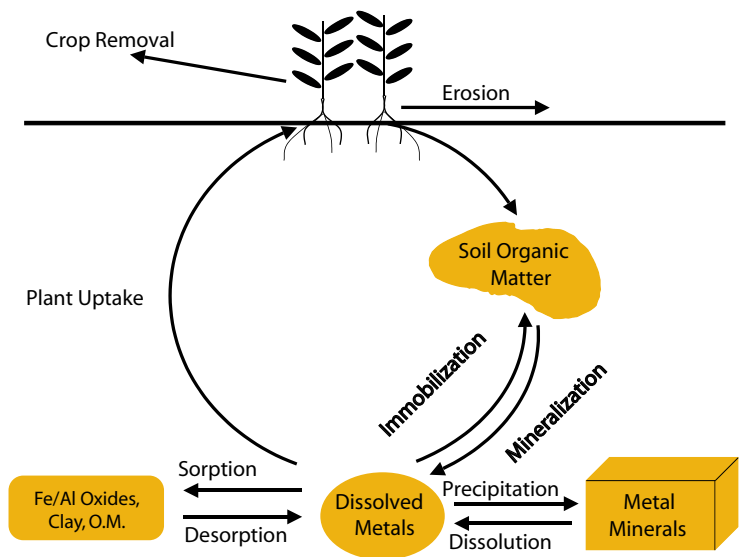 Crop Removal
Erosion
Soil Organic
Matter
Plant Uptake
Immobilization
Mineralization
Sorption
Fe/Al Oxides,
Clay, O.M.
Desorption
Dissolved
Metals
Precipitation
Dissolution
Metal
Minerals